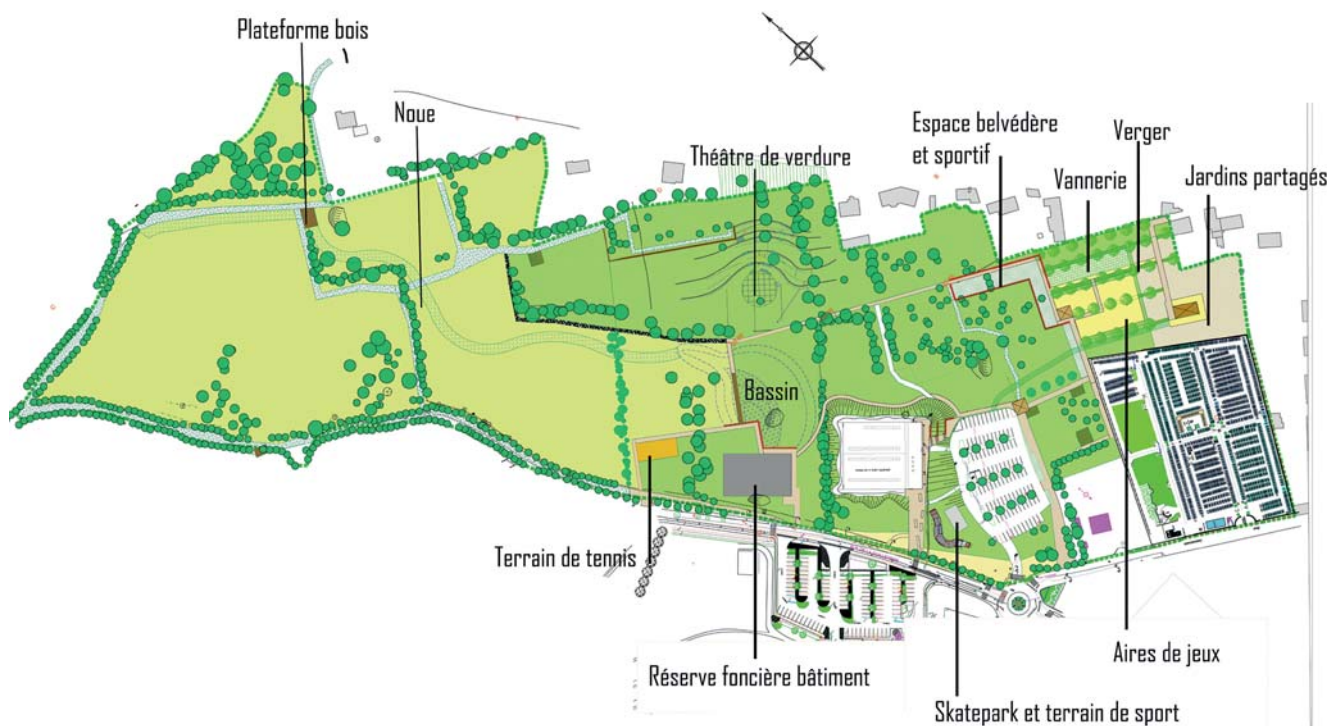 Plateforme bois
Noue
Théâtre de verdure
Espace belvédère
et sportif
Verger
Vannerie
Jardins partagés
Bassin
Terrain de tennis
Réserve foncière bâtiment
Aires de jeux
Skatepark et terrain de sport